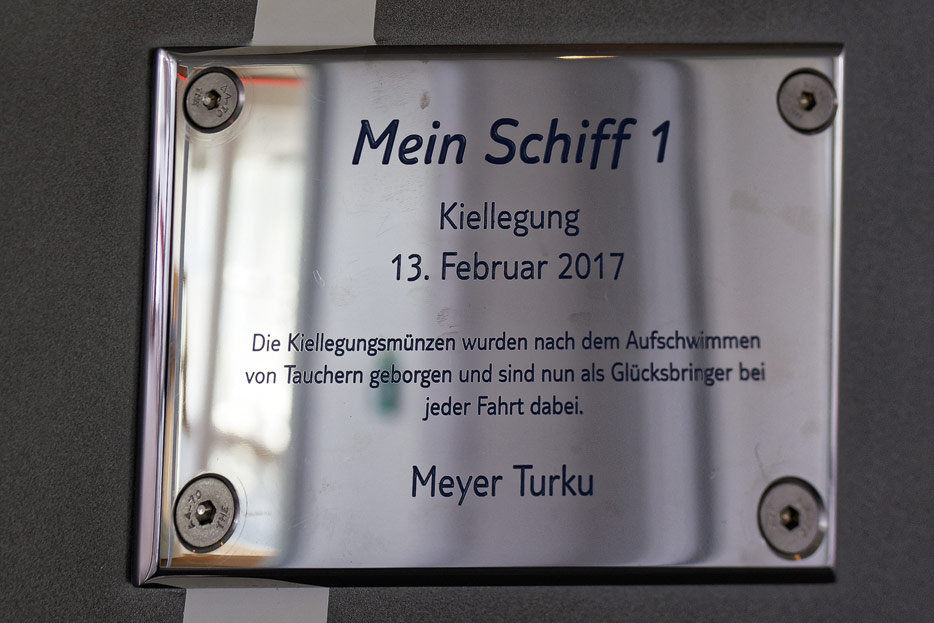 Mein Schiff 1
Kiellegung
13. Februar 2017
Die Kiellegungsmünzen wurden nach dem Aufschwimmen
von Tauchern geborgen und sind nun als Glücksbringer bei
jeder Fahrt dabei.
Meyer Turku